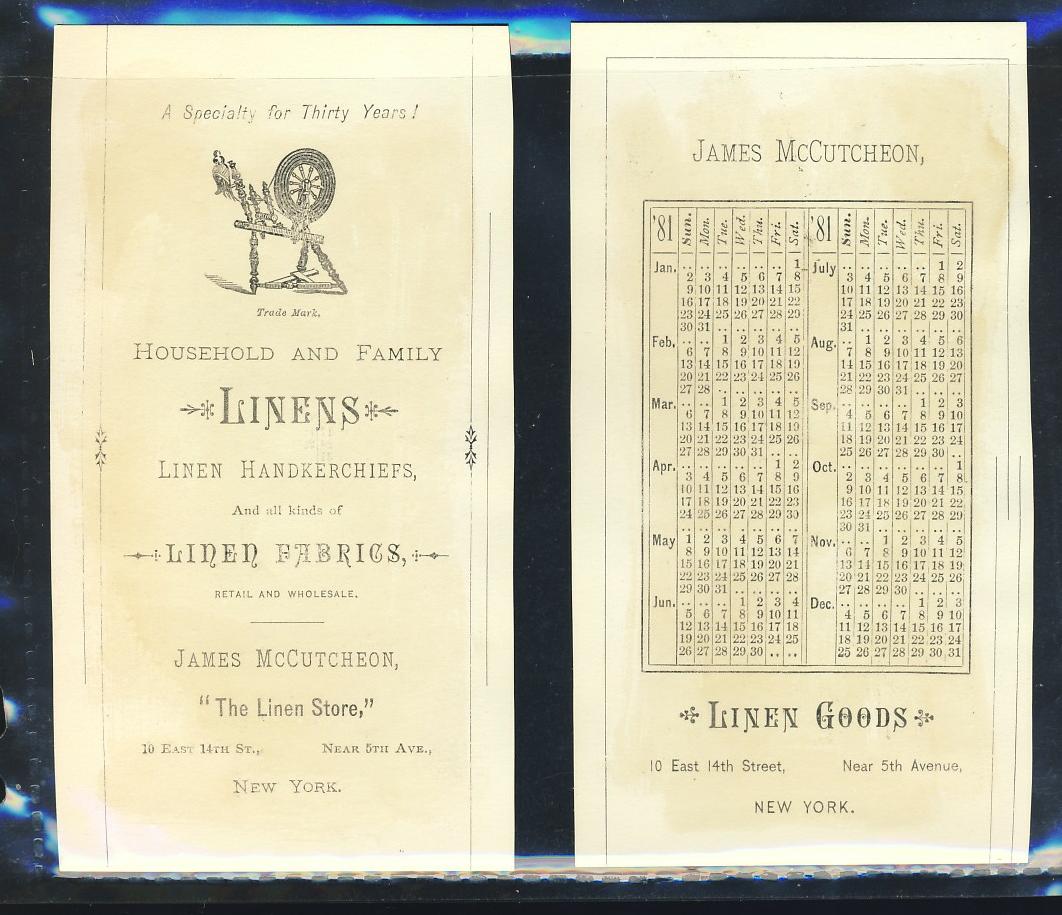 A Specialty for Thirty Years!
Trade Mark.
HOUSEHOLD AND FAMILY
LINENS
LINEN HANDKERCHIEFS,
And all kinds of
LINEN FABRICS,
RETAIL AND WHOLESALE.
JAMES MCCUTCHEON,
"The Linen Store,"
10 EAST 14TH ST., NEAR 5TH AVE.,
NEW YORK.
JAMES MCCUTCHEON,
'81 Sun. Mon. Tue. Wed. Thu. Fri. Sat. '81 Sun. Mon. Tue. Wed. Thu. Fri. Sat.
Jan. .. .. .. .. .. .. 1 July .. .. .. .. .. 1 2
2 3 4 5 6 7 8 3 4 5 6 7 8 9
9 10 11 12 13 14 15 10 11 12 13 14 15 16
16 17 18 19 20 21 22 17 18 19 20 21 22 23
23 24 25 26 27 28 29 24 25 26 27 28 29 30
30 31 .. .. .. .. .. 31 .. .. .. .. .. ..
Feb. .. .. 1 2 3 4 5 Aug. .. 1 2 3 4 5 6
6 7 8 9 10 11 12 7 8 9 10 11 12 13
13 14 15 16 17 18 19 14 15 16 17 18 19 20
20 21 22 23 24 25 26 21 22 23 24 25 26 27
27 28 .. .. .. .. .. 28 29 30 31 .. .. ..
Mar. .. .. 1 2 3 4 5 Sep. .. .. .. .. 1 2 3
6 7 8 9 10 11 12 4 5 6 7 8 9 10
13 14 15 16 17 18 19 11 12 13 14 15 16 17
20 21 22 23 24 25 26 18 19 20 21 22 23 24
27 28 29 30 31 .. .. 25 26 27 28 29 30 ..
Apr. .. .. .. .. .. 1 2 Oct. .. .. .. .. .. .. 1
3 4 5 6 7 8 9 2 3 4 5 6 7 8
10 11 12 13 14 15 16 9 10 11 12 13 14 15
17 18 19 20 21 22 23 16 17 18 19 20 21 22
24 25 26 27 28 29 30 23 24 25 26 27 28 29
.. .. .. .. .. .. .. 30 31 .. .. .. .. ..
May 1 2 3 4 5 6 7 Nov. .. .. 1 2 3 4 5
8 9 10 11 12 13 14 6 7 8 9 10 11 12
15 16 17 18 19 20 21 13 14 15 16 17 18 19
22 23 24 25 26 27 28 20 21 22 23 24 25 26
29 30 31 .. .. .. .. 27 28 29 30 .. .. ..
Jun. .. .. .. 1 2 3 4 Dec. .. .. .. .. 1 2 3
5 6 7 8 9 10 11 4 5 6 7 8 9 10
12 13 14 15 16 17 18 11 12 13 14 15 16 17
19 20 21 22 23 24 25 18 19 20 21 22 23 24
26 27 28 29 30 .. .. 25 26 27 28 29 30 31
LINEN GOODS
10 East 14th Street, Near 5th Avenue,
NEW YORK.